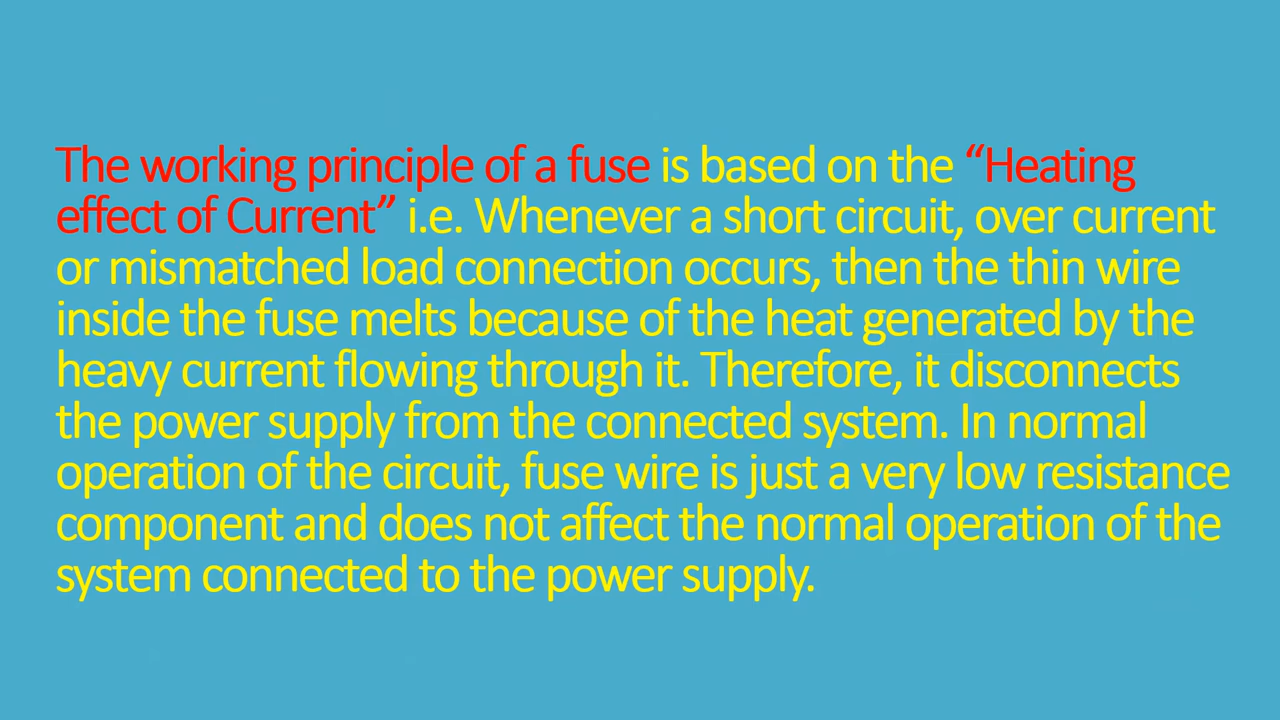 The working principle of a fuse is based on the “Heating
effect of Current” i.e. Whenever a short circuit, over current
or mismatched load connection occurs, then the thin wire
inside the fuse melts because of the heat generated by the
heavy current flowing through it. Therefore, it disconnects
the power supply from the connected system. In normal
operation of the circuit, fuse wire is just a very low resistance
component and does not affect the normal operation of the
system connected to the power supply.